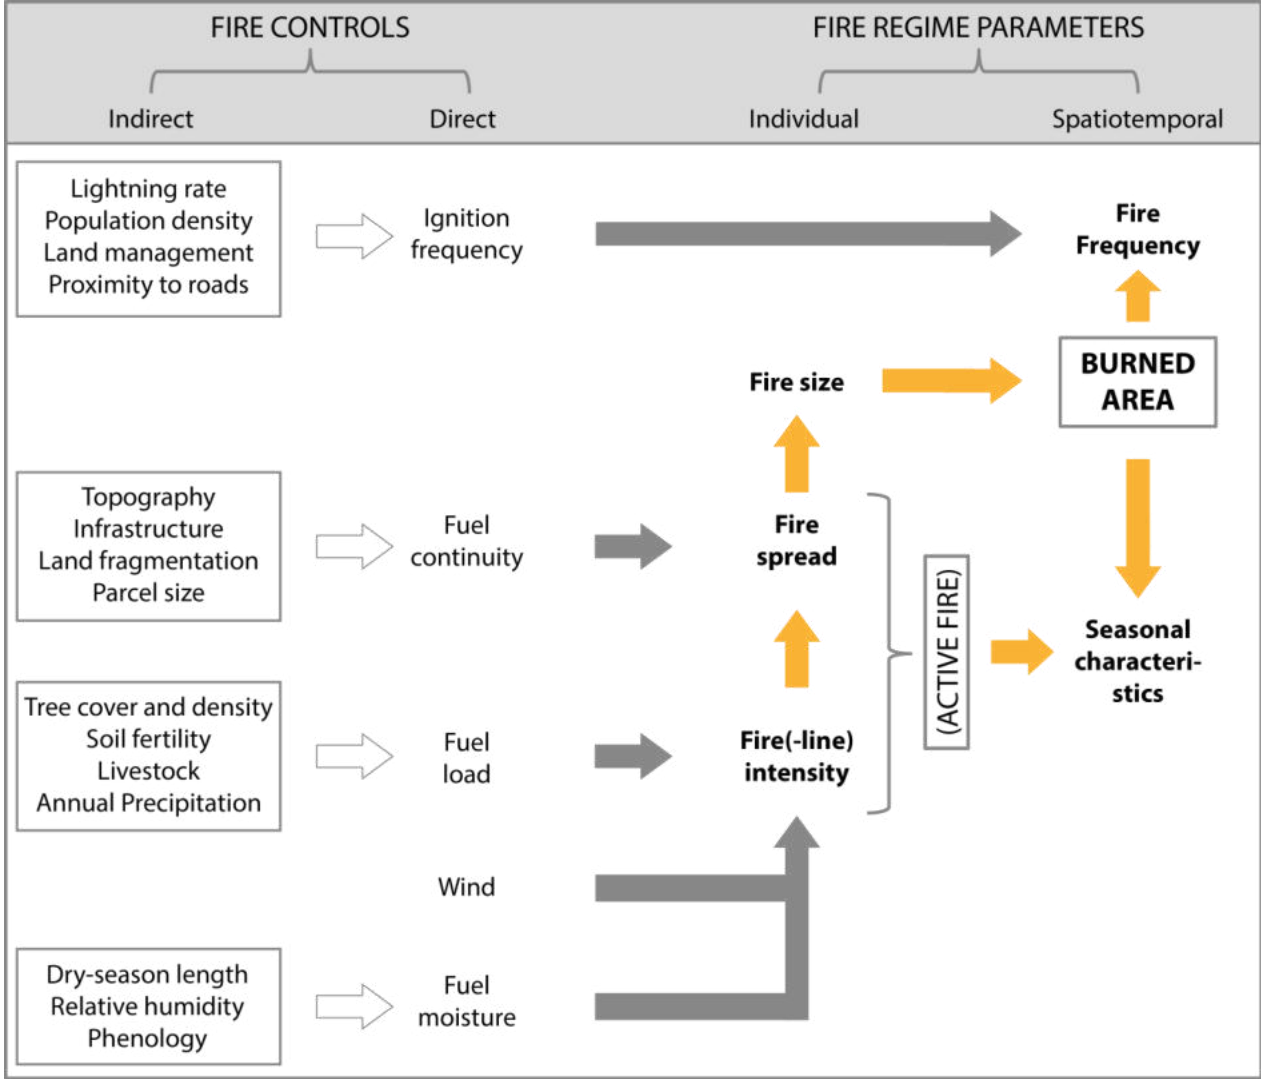 FIRE CONTROLS
FIRE REGIME PARAMETERS
Indirect
Direct
Individual
Spatiotemporal
Lightning rate
Population density
Land management
Proximity to roads
Ignition
frequency
Fire
Frequency
Fire size
BURNED
AREA
Topography
Infrastructure
Land fragmentation
Parcel size
Fuel
continuity
Fire
spread
(ACTIVE FIRE)
Seasonal
characteri-
stics
Tree cover and density
Soil fertility
Livestock
Annual Precipitation
Fuel
load
Fire(-line)
intensity
Wind
Dry-season length
Relative humidity
Phenology
Fuel
moisture